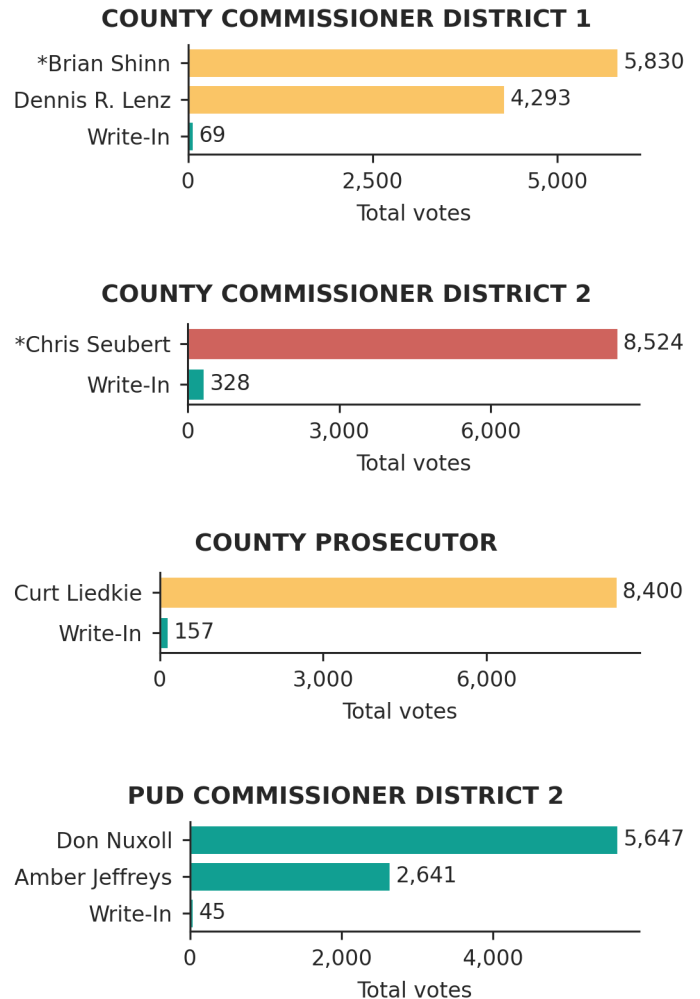 COUNTY COMMISSIONER DISTRICT 1
*Brian Shinn 5,830
Dennis R. Lenz 4,293
Write-In 69
0 2,500 5,000
Total votes
COUNTY COMMISSIONER DISTRICT 2
*Chris Seubert 8,524
Write-In 328
0 3,000 6,000
Total votes
COUNTY PROSECUTOR
Curt Liedkie 8,400
Write-In 157
0 3,000 6,000
Total votes
PUD COMMISSIONER DISTRICT 2
Don Nuxoll 5,647
Amber Jeffreys 2,641
Write-In 45
0 2,000 4,000
Total votes